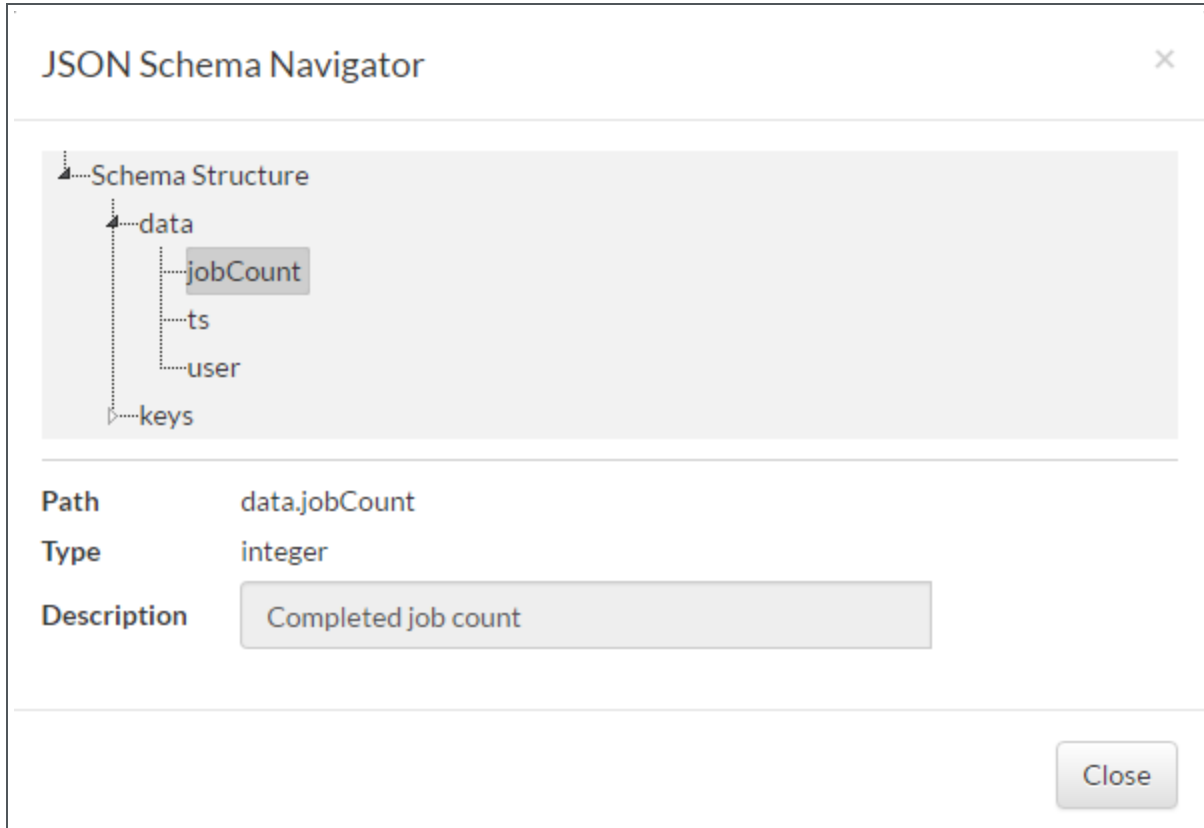 JSON Schema Navigator ×
Schema Structure
data
jobCount
ts
user
keys
Path data.jobCount
Type integer
Description Completed job count
Close